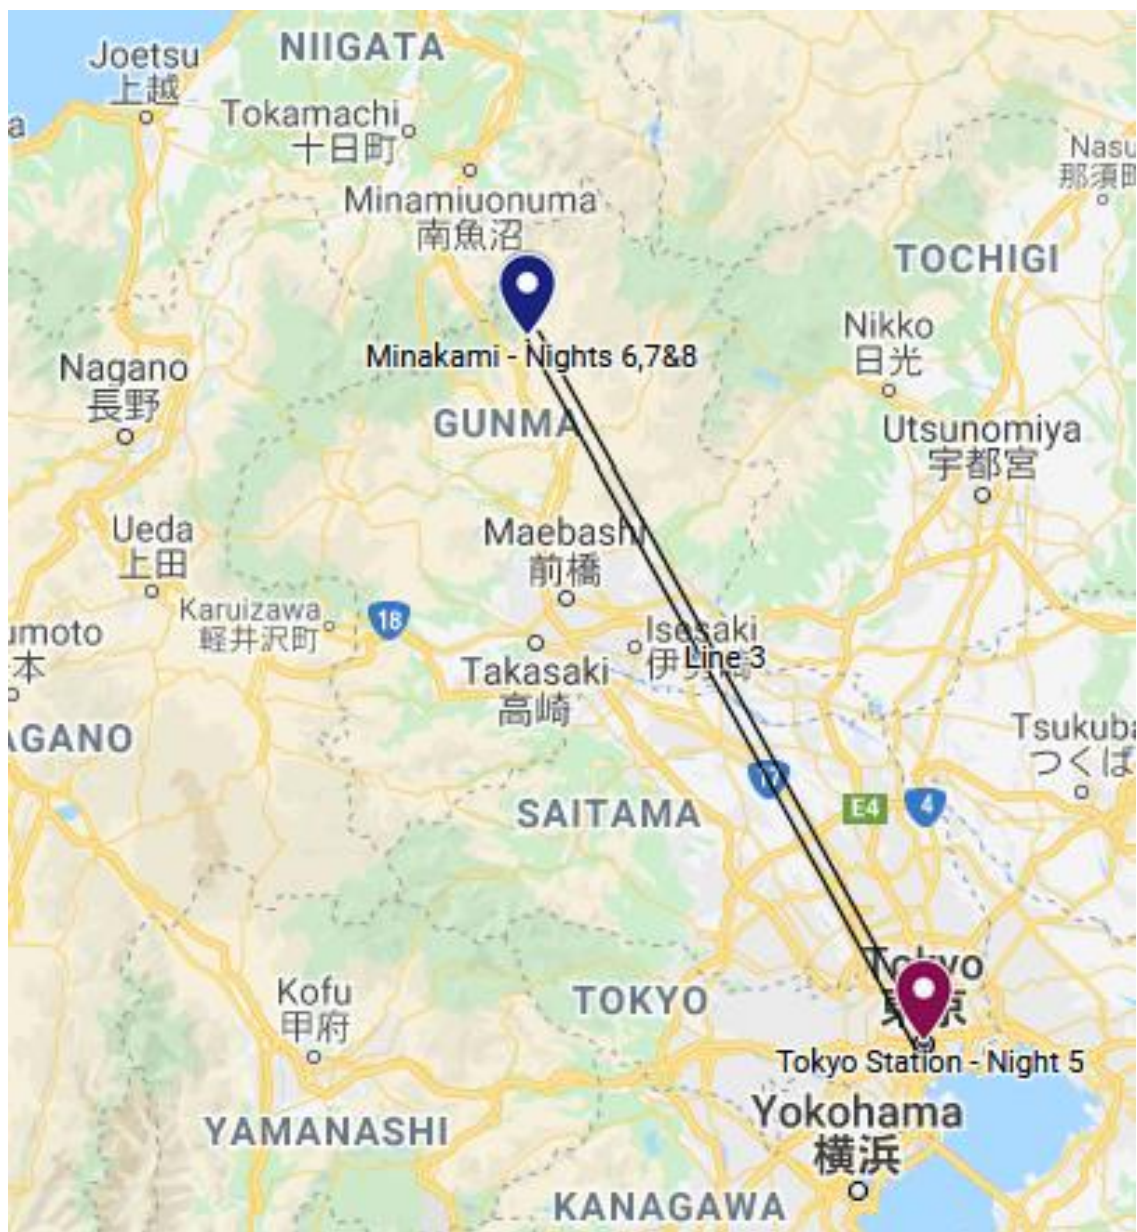 NIIGATA
Joetsu
上越
Tokamachi
十日町
a
Nasu
那須町
Minamiuonuma
南魚沼
TOCHIGI
Nikko
日光
Minakami - Nights 6,7&8
Nagano
長野
GUNMA
Utsunomiya
宇都宮
Ueda
上田
Maebashi
前橋
Karuizawa
軽井沢町
18
Isesaki
Line 3
umoto
本
Takasaki
高崎
AGANO
Tsukuba
つくば
17
SAITAMA
E4
4
Tokyo
Kofu
甲府
TOKYO
Tokyo Station - Night 5
Yokohama
横浜
YAMANASHI
KANAGAWA